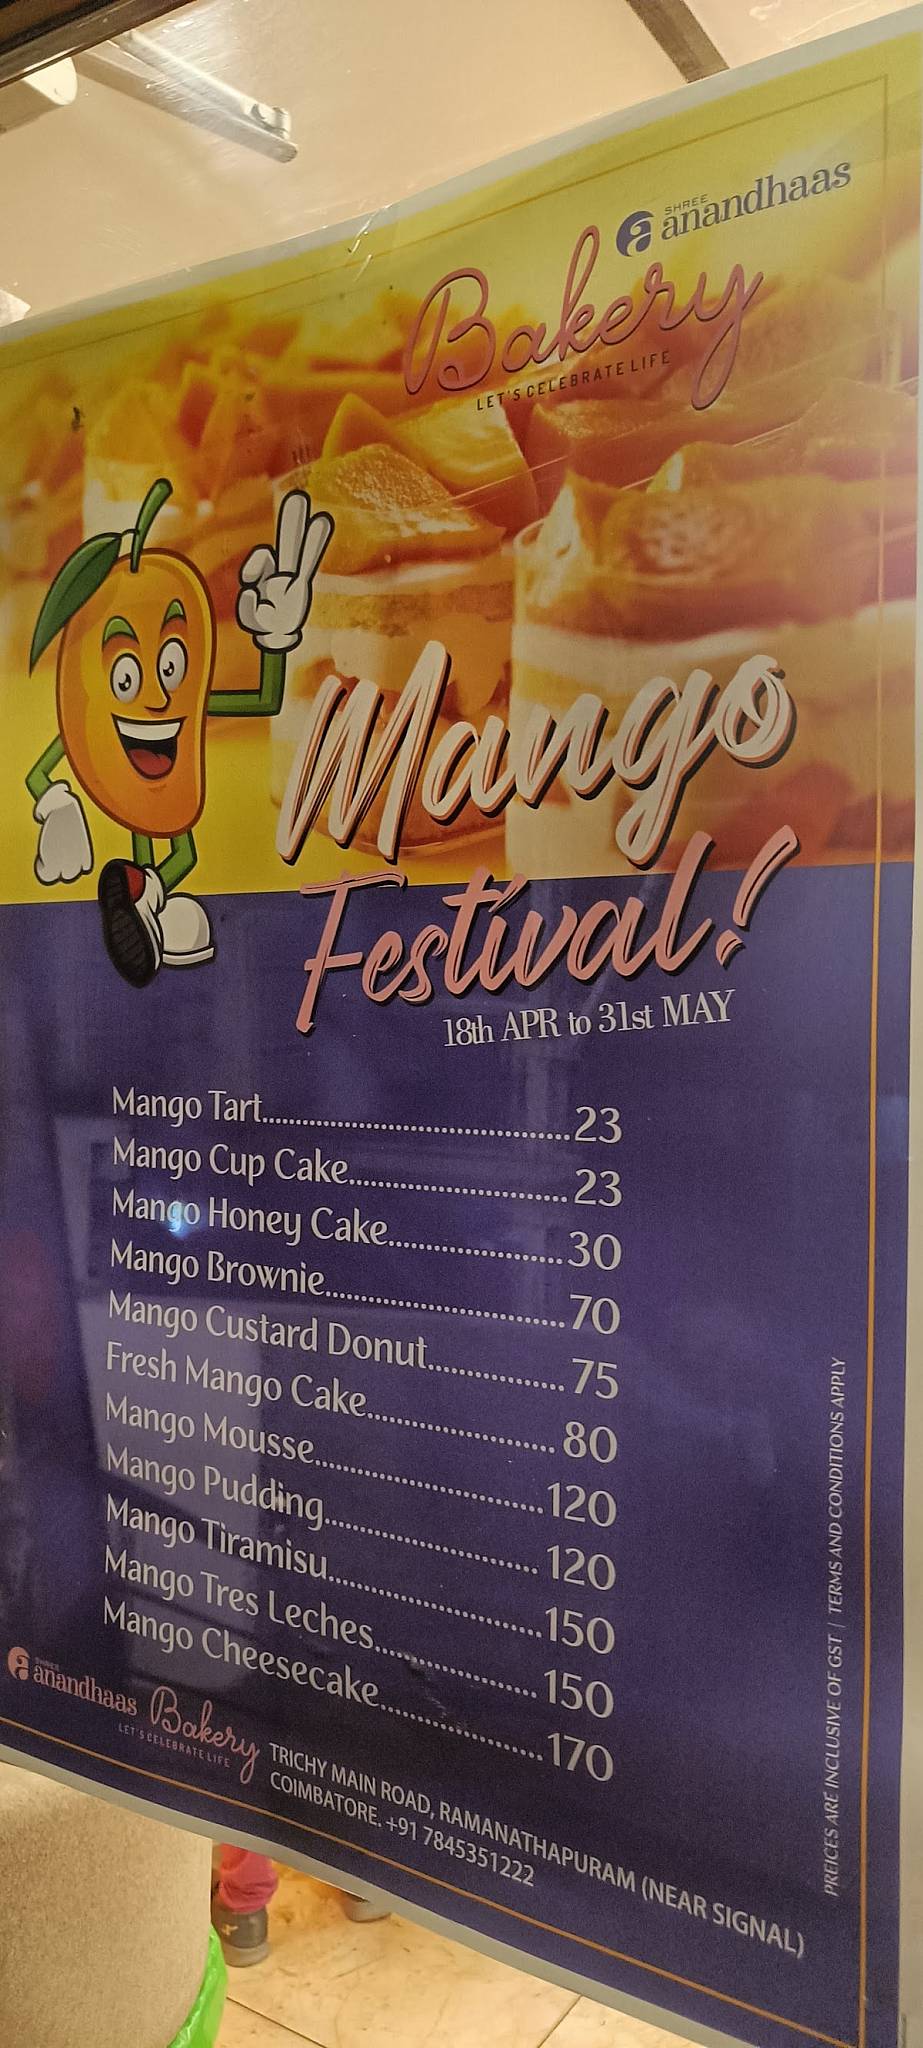 SHREE
anandhaas
Bakery
LET'S CELEBRATE LIFE
Mango
Festival!
18th APR to 31st MAY
Mango Tart..........................................23
Mango Cup Cake..............................23
Mango Honey Cake........................30
Mango Brownie.................................70
Mango Custard Donut...................75
Fresh Mango Cake..........................80
Mango Mousse................................120
Mango Pudding..............................120
Mango Tiramisu..............................150
Mango Tres Leches.......................150
Mango Cheesecake.......................170
SHREE
anandhaas Bakery
LET'S CELEBRATE LIFE
TRICHY MAIN ROAD, RAMANATHAPURAM (NEAR SIGNAL)
COIMBATORE. +91 7845351222
PREICES ARE INCLUSIVE OF GST | TERMS AND CONDITIONS APPLY